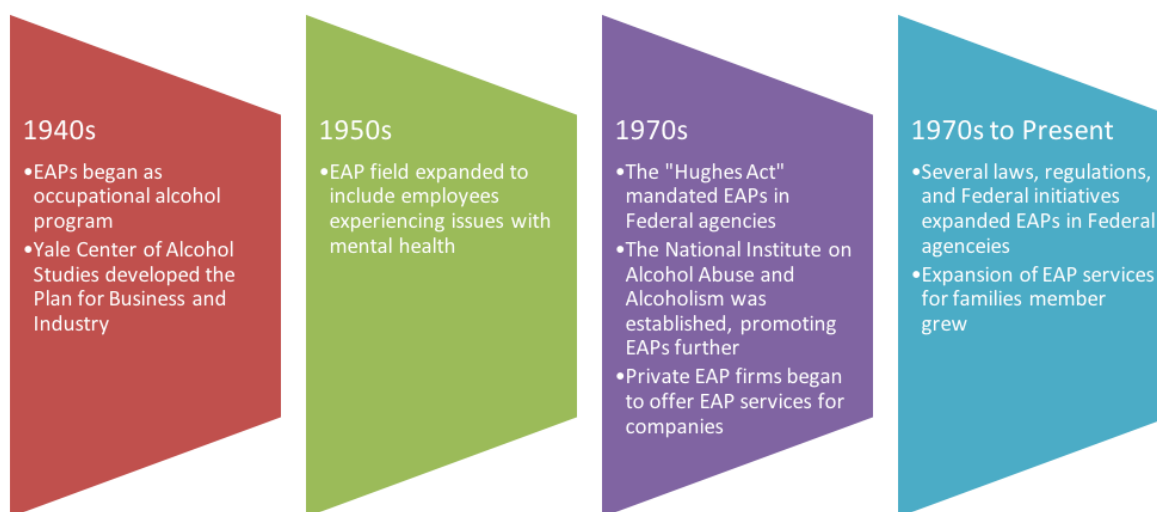 1940s
•EAPs began as
occupational alcohol
program
•Yale Center of Alcohol
Studies developed the
Plan for Business and
Industry
1950s
•EAP field expanded to
include employees
experiencing issues with
mental health
1970s
•The "Hughes Act"
mandated EAPs in
Federal agencies
•The National Institute on
Alcohol Abuse and
Alcoholism was
established, promoting
EAPs further
•Private EAP firms began
to offer EAP services for
companies
1970s to Present
•Several laws, regulations,
and Federal initiatives
expanded EAPs in Federal
agenceies
•Expansion of EAP services
for families member
grew